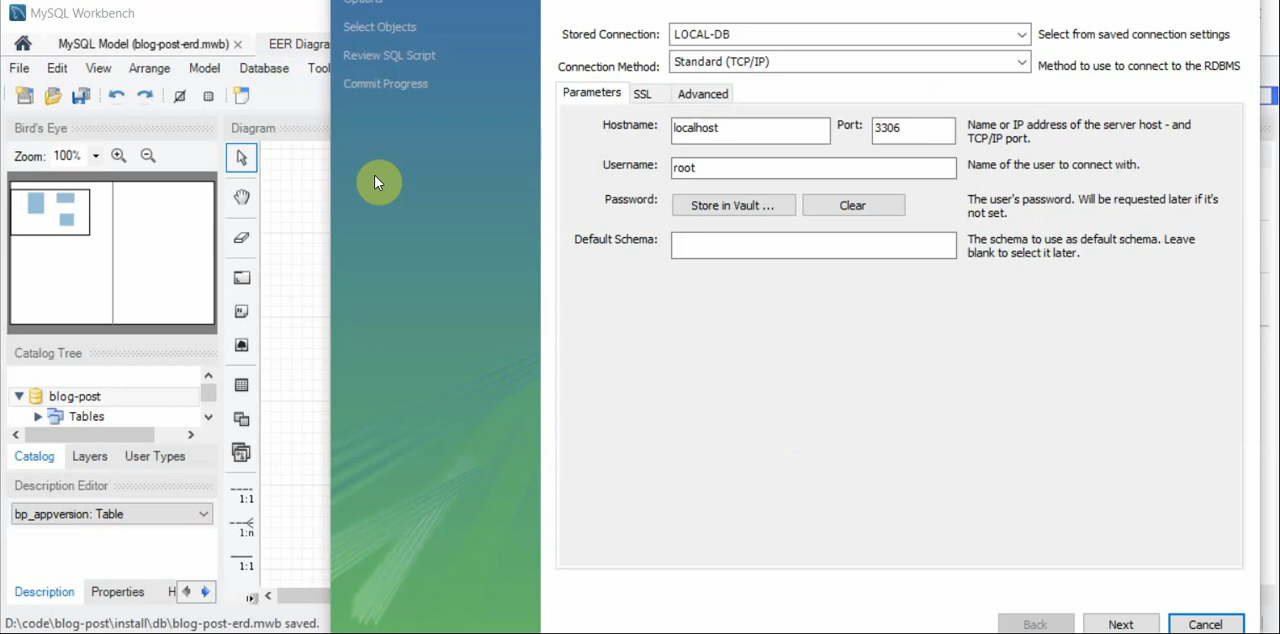 MySQL Workbench
MySQL Model (blog-post-erd.mwb) ×
EER Diagra
File Edit View Arrange Model Database Tool
Bird's Eye
Zoom: 100%
Catalog Tree
blog-post
Tables
Catalog Layers User Types
Description Editor
bp_appversion: Table
Description Properties H
D:\code\blog-post\install\db\blog-post-erd.mwb saved.
Diagram
1:1
1:n
1:1
Options
Select Objects
Review SQL Script
Commit Progress
Stored Connection: LOCAL-DB Select from saved connection settings
Connection Method: Standard (TCP/IP) Method to use to connect to the RDBMS
Parameters SSL Advanced
Hostname: localhost Port: 3306 Name or IP address of the server host - and
TCP/IP port.
Username: root Name of the user to connect with.
Password: Store in Vault ... Clear The user's password. Will be requested later if it's
not set.
Default Schema: The schema to use as default schema. Leave
blank to select it later.
Back Next Cancel